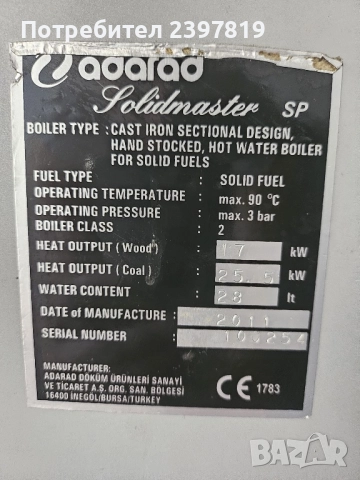 Потребител 2397819
adarad
Solidmaster SP
BOILER TYPE : CAST IRON SECTIONAL DESIGN,
HAND STOCKED, HOT WATER BOILER
FOR SOLID FUELS
FUEL TYPE : SOLID FUEL
OPERATING TEMPERATURE : max. 90 °C
OPERATING PRESSURE : max. 3 bar
BOILER CLASS : 2
HEAT OUTPUT (Wood) : 17 kW
HEAT OUTPUT (Coal) : 25.5 kW
WATER CONTENT : 28 lt
DATE of MANUFACTURE : 2011
SERIAL NUMBER :
MANUFACTURER:
ADARAD DÖKÜM ÜRÜNLERİ SANAYİ
VE TİCARET A.Ş. ORG. SAN. BÖLGESİ
16400 İNEGÖL/BURSA/TURKEY
CE 1783
BAZAR